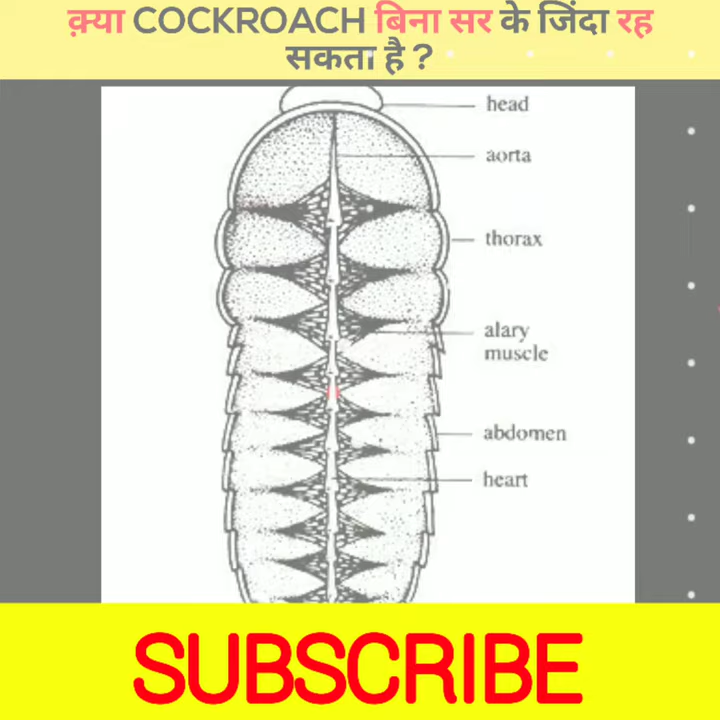 क़्या COCKROACH बिना सर के जिंदा रह
सकता है ?
head
aorta
thorax
alary
muscle
abdomen
heart
SUBSCRIBE